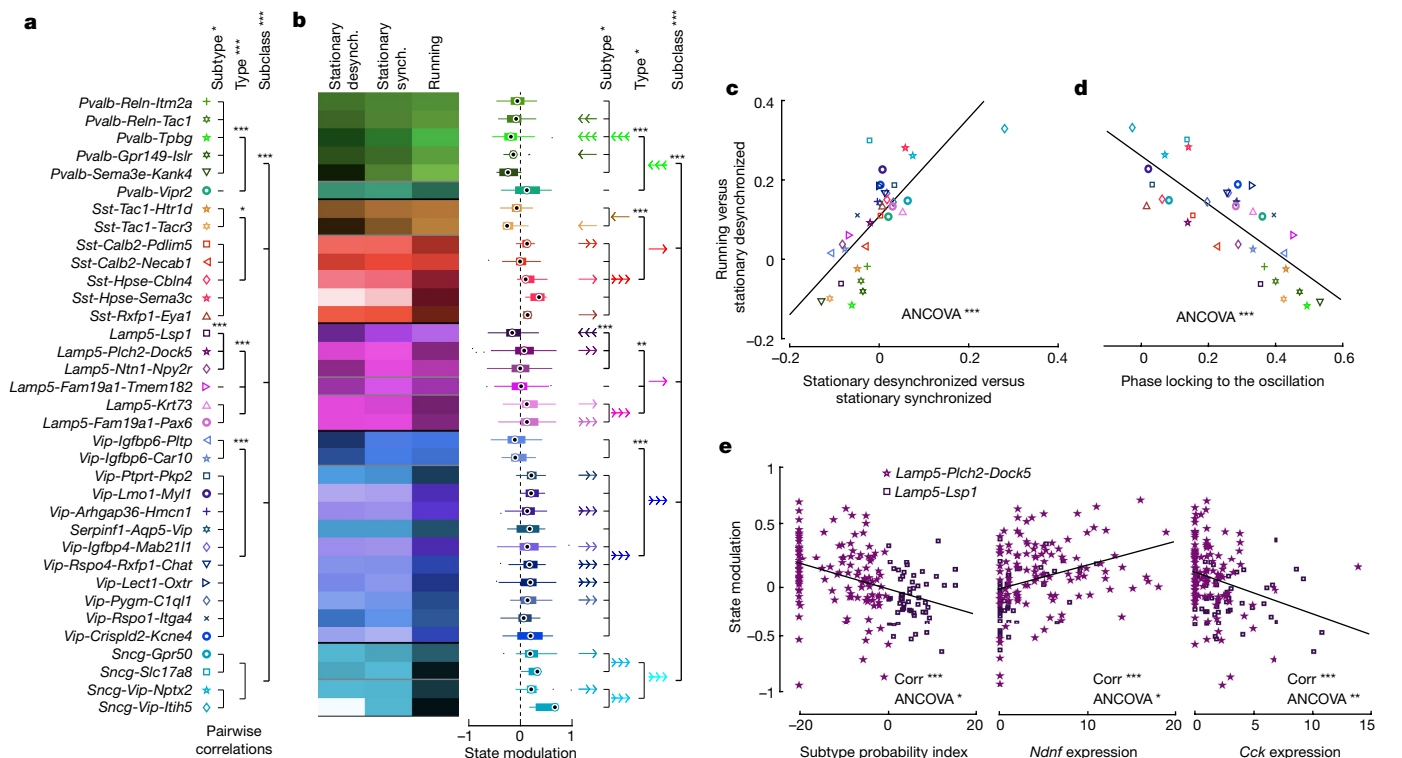 a
Subtype *
Type ***
Subclass ***
b
Stationary desynch.
Stationary synch.
Running
Subtype *
Type *
Subclass ***
Pvalb-Reln-Itm2a
Pvalb-Reln-Tac1
Pvalb-Tpbg
Pvalb-Gpr149-Islr
Pvalb-Sema3e-Kank4
Pvalb-Vipr2
Sst-Tac1-Htr1d
Sst-Tac1-Tacr3
Sst-Calb2-Pdlim5
Sst-Calb2-Necab1
Sst-Hpse-Cbln4
Sst-Hpse-Sema3c
Sst-Rxfp1-Eya1
Lamp5-Lsp1
Lamp5-Plch2-Dock5
Lamp5-Ntn1-Npy2r
Lamp5-Fam19a1-Tmem182
Lamp5-Krt73
Lamp5-Fam19a1-Pax6
Vip-Igfbp6-Pltp
Vip-Igfbp6-Car10
Vip-Ptprt-Pkp2
Vip-Lmo1-Myl1
Vip-Arhgap36-Hmcn1
Serpinf1-Aqp5-Vip
Vip-Igfbp4-Mab21l1
Vip-Rspo4-Rxfp1-Chat
Vip-Lect1-Oxtr
Vip-Pygm-C1ql1
Vip-Rspo1-Itga4
Vip-Crispld2-Kcne4
Sncg-Gpr50
Sncg-Slc17a8
Sncg-Vip-Nptx2
Sncg-Vip-Itih5
***
***
*
***
***
***
***
***
***
***
**
***
Pairwise
correlations
−1 0 1
State modulation
c
Running versus
stationary desynchronized
0.4
0.2
0
−0.2
ANCOVA ***
−0.2 0 0.2 0.4
Stationary desynchronized versus
stationary synchronized
d
ANCOVA ***
0 0.2 0.4 0.6
Phase locking to the oscillation
e
State modulation
1
0.5
0
−0.5
−1
Lamp5-Plch2-Dock5
Lamp5-Lsp1
Corr ***
ANCOVA *
−20 −10 0 10 20
Subtype probability index
Corr ***
ANCOVA *
0 10 20
Ndnf expression
Corr ***
ANCOVA **
0 5 10 15
Cck expression